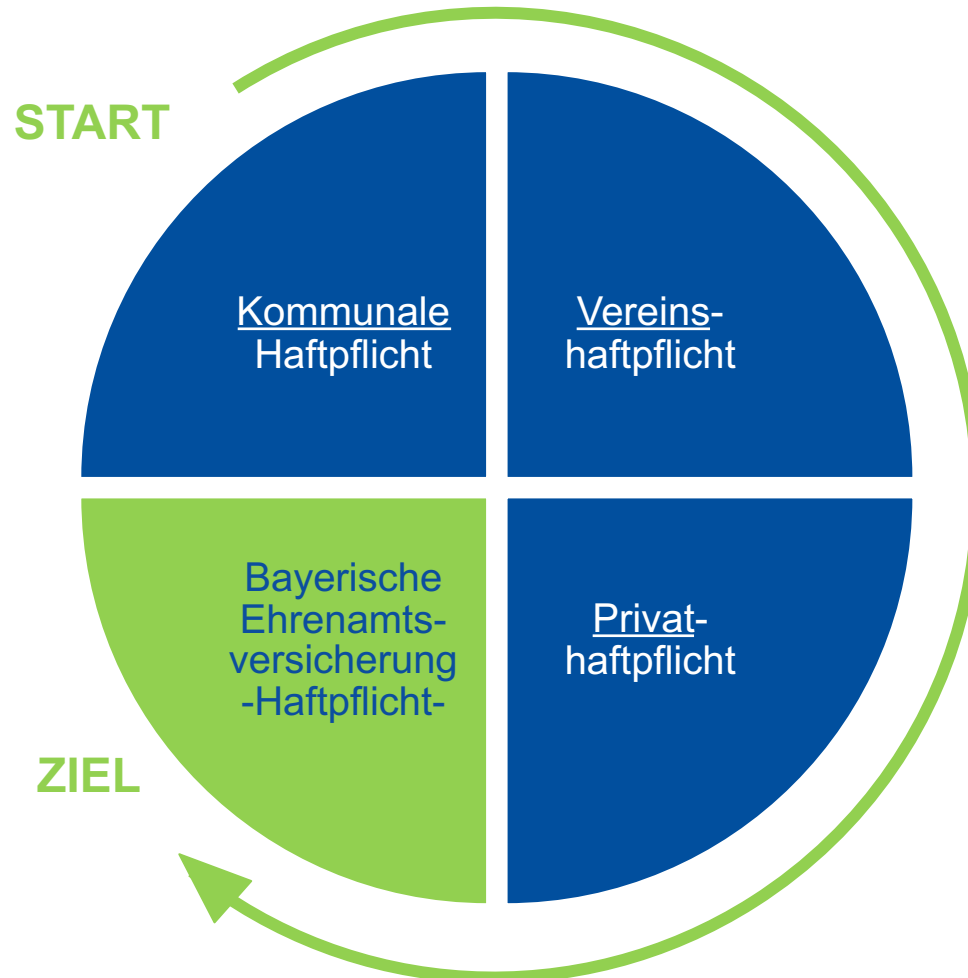 START
Kommunale
Haftpflicht
Vereins-
haftpflicht
Privat-
haftpflicht
Bayerische
Ehrenamts-
versicherung
-Haftpflicht-
ZIEL